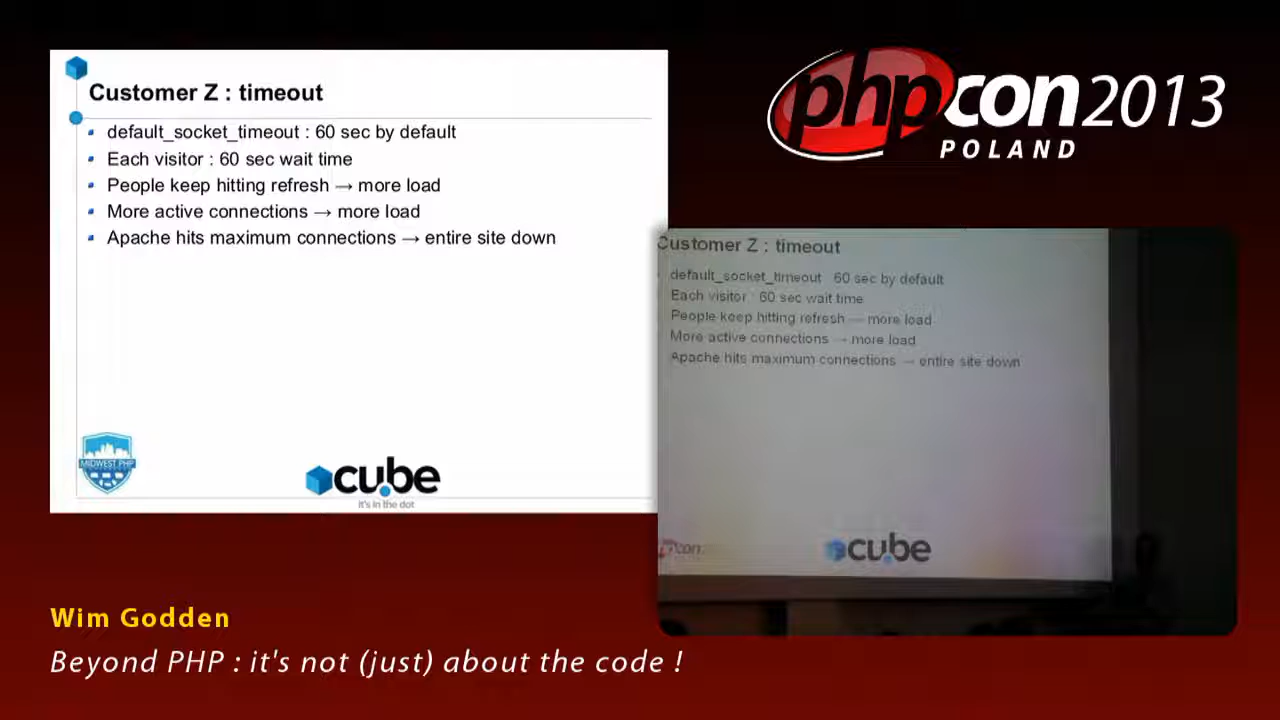 Customer Z : timeout
default_socket_timeout : 60 sec by default
Each visitor : 60 sec wait time
People keep hitting refresh → more load
More active connections → more load
Apache hits maximum connections → entire site down
MIDWEST PHP
cu.be
it's in the dot
phpcon 2013
POLAND
Customer Z : timeout
default_socket_timeout 60 sec by default
Each visitor : 60 sec wait time
People keep hitting refresh → more load
More active connections → more load
Apache hits maximum connections → entire site down
con
cu.be
Wim Godden
Beyond PHP : it's not (just) about the code !